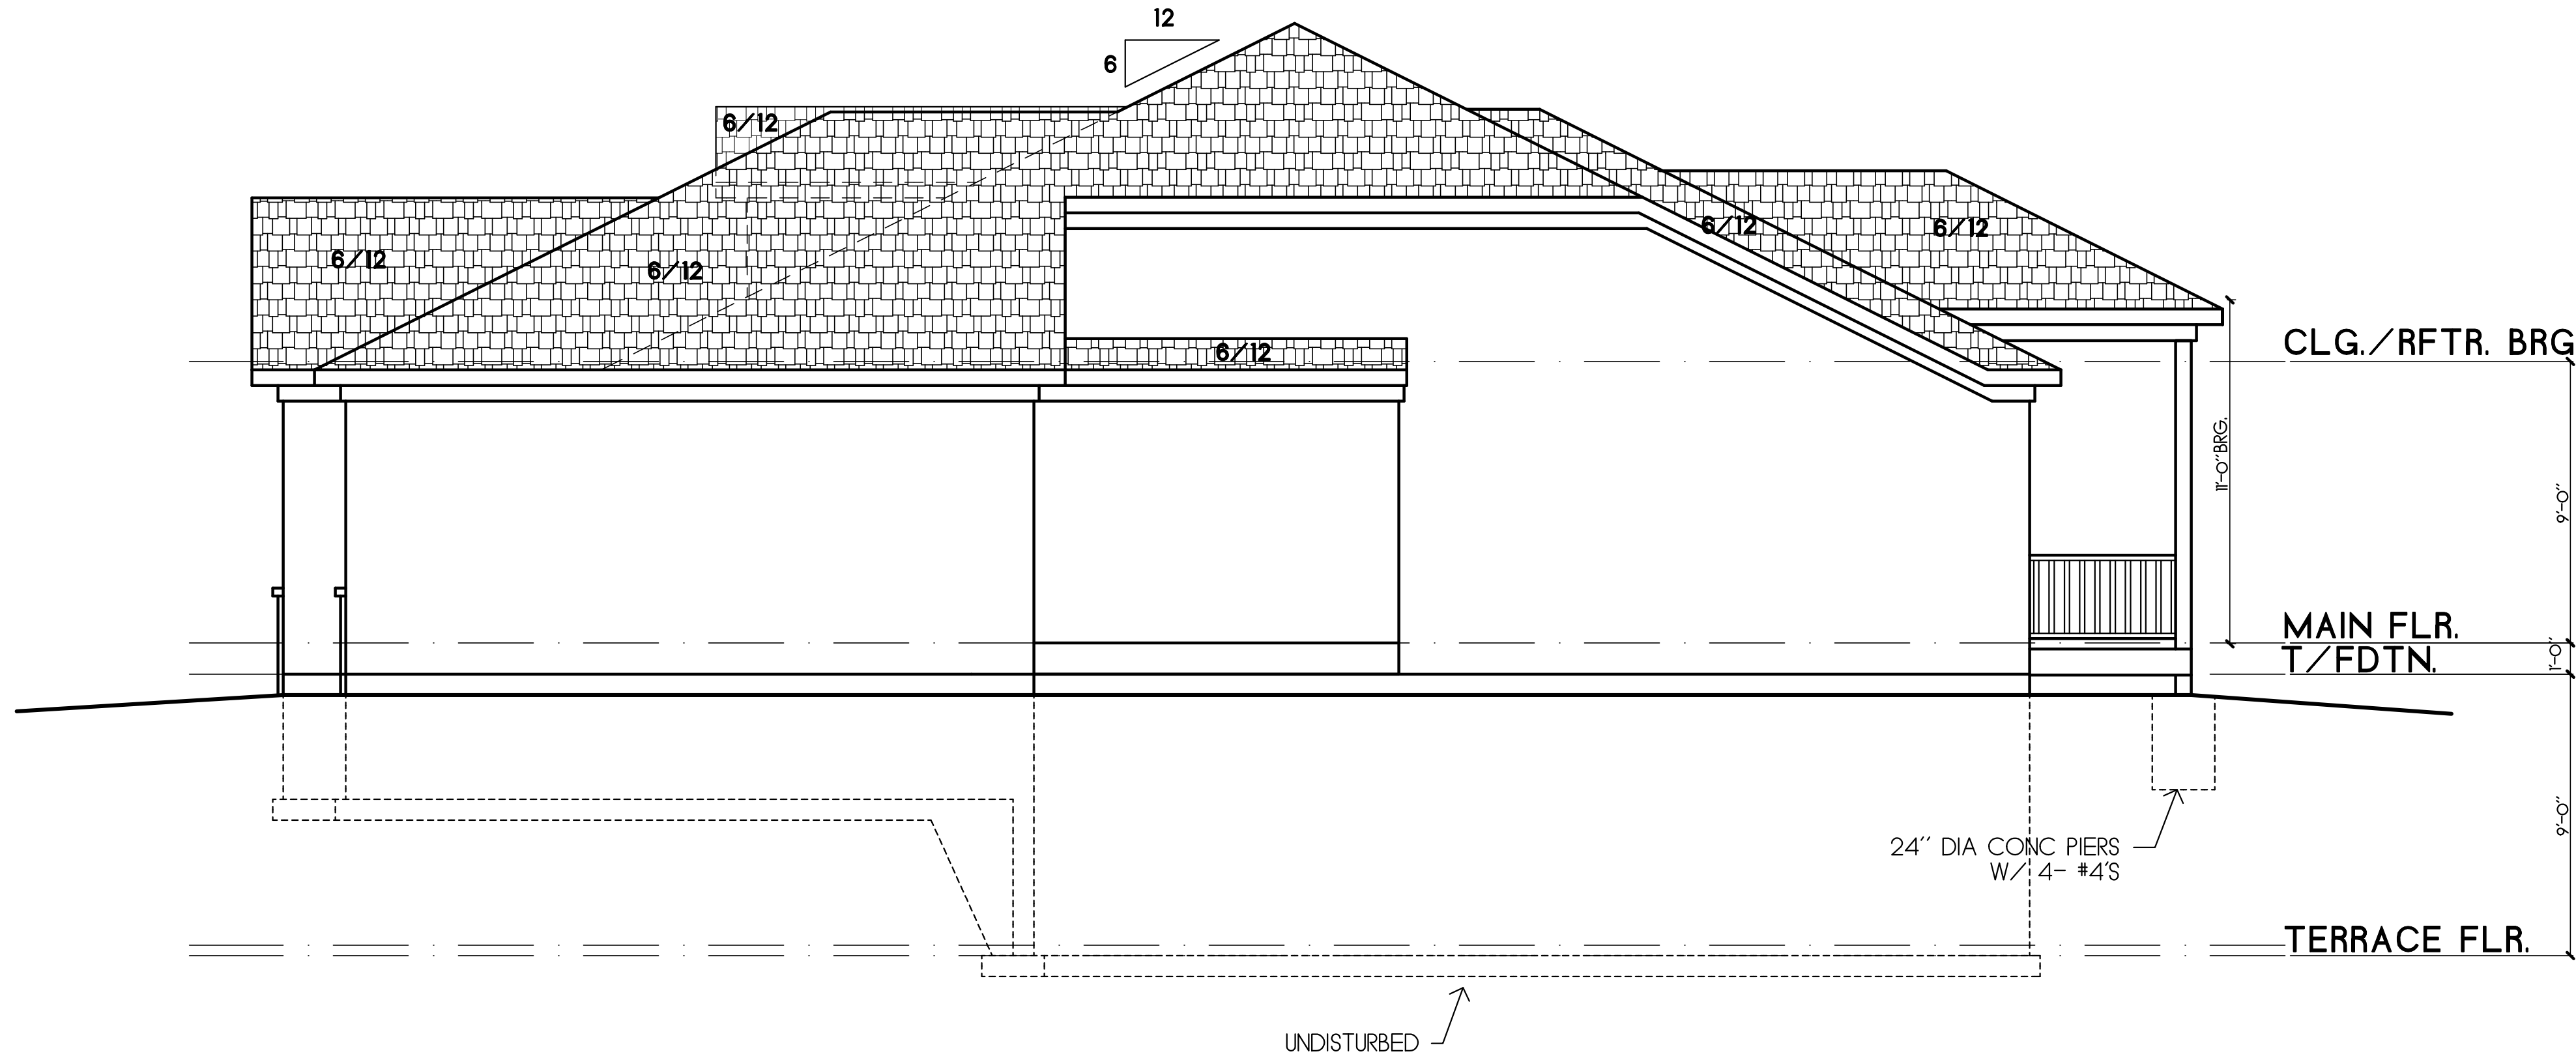 12
6
6/12
6/12
6/12
6/12
6/12
6/12
CLG./RFTR. BRG
11'-0" BRG.
9'-0"
MAIN FLR.
1'-0"
T/FDTN.
9'-0"
24" DIA CONC PIERS
W/ 4- #4'S
TERRACE FLR.
UNDISTURBED